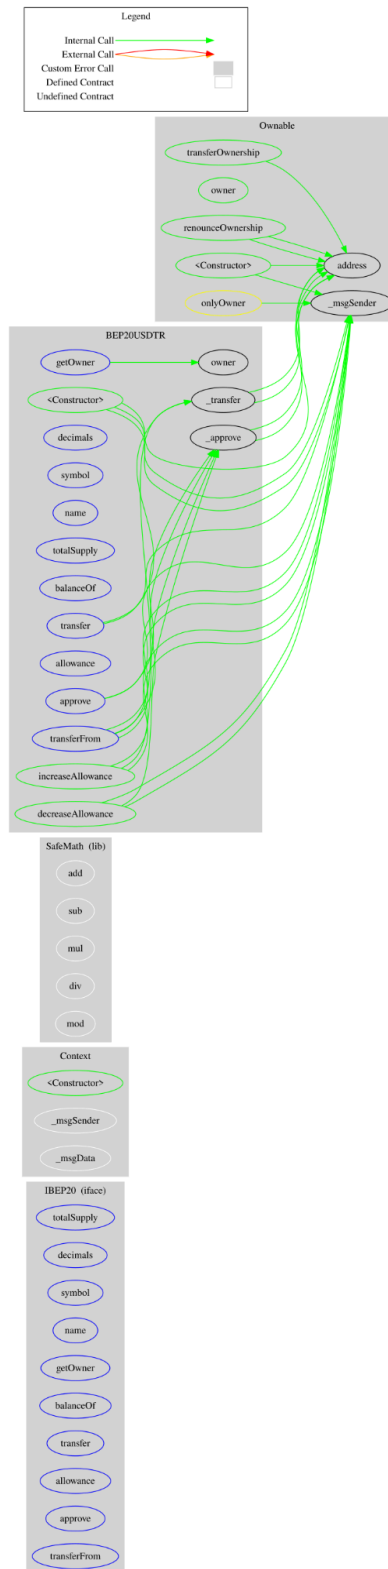 Legend
Internal Call
External Call
Custom Error Call
Defined Contract
Undefined Contract
Ownable
transferOwnership
owner
renounceOwnership
address
<Constructor>
onlyOwner
_msgSender
BEP20USDTR
getOwner
owner
<Constructor>
_transfer
decimals
_approve
symbol
name
totalSupply
balanceOf
transfer
allowance
approve
transferFrom
increaseAllowance
decreaseAllowance
SafeMath (lib)
add
sub
mul
div
mod
Context
<Constructor>
_msgSender
_msgData
IBEP20 (iface)
totalSupply
decimals
symbol
name
getOwner
balanceOf
transfer
allowance
approve
transferFrom